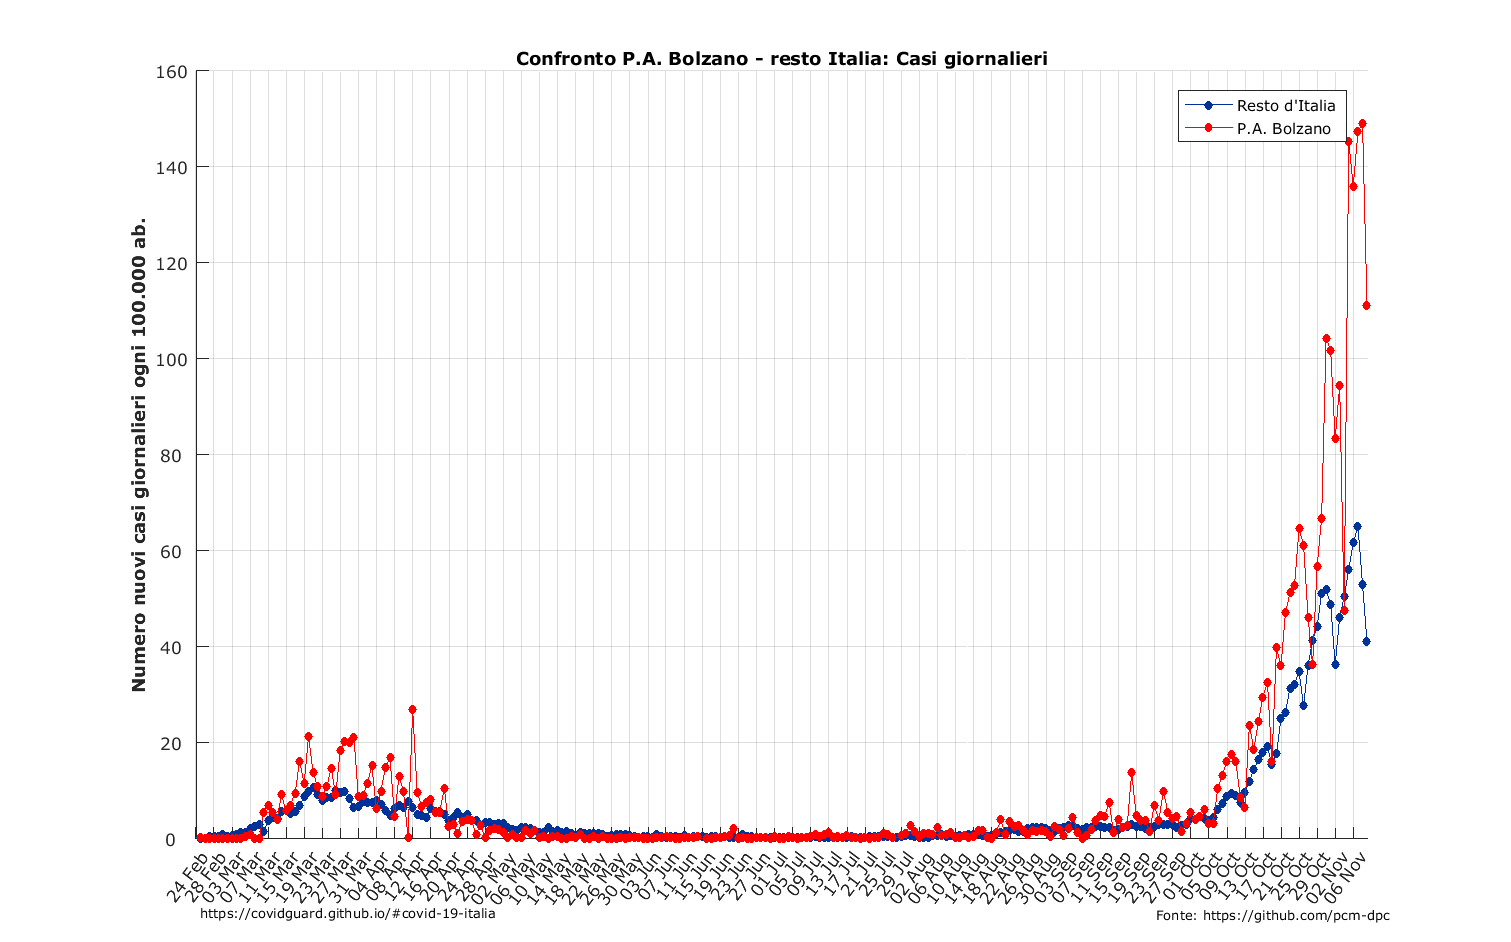 Confronto P.A. Bolzano - resto Italia: Casi giornalieri
Numero nuovi casi giornalieri ogni 100.000 ab.
160
140
120
100
80
60
40
20
0
Resto d'Italia
P.A. Bolzano
24 Feb
28 Feb
03 Mar
07 Mar
11 Mar
15 Mar
19 Mar
23 Mar
27 Mar
31 Mar
04 Apr
08 Apr
12 Apr
16 Apr
20 Apr
24 Apr
28 Apr
02 May
06 May
10 May
14 May
18 May
22 May
26 May
30 May
03 Jun
07 Jun
11 Jun
15 Jun
19 Jun
23 Jun
27 Jun
01 Jul
05 Jul
09 Jul
13 Jul
17 Jul
21 Jul
25 Jul
29 Jul
02 Aug
06 Aug
10 Aug
14 Aug
18 Aug
22 Aug
26 Aug
30 Aug
03 Sep
07 Sep
11 Sep
15 Sep
19 Sep
23 Sep
27 Sep
01 Oct
05 Oct
09 Oct
13 Oct
17 Oct
21 Oct
25 Oct
29 Oct
02 Nov
06 Nov
https://covidguard.github.io/#covid-19-italia
Fonte: https://github.com/pcm-dpc